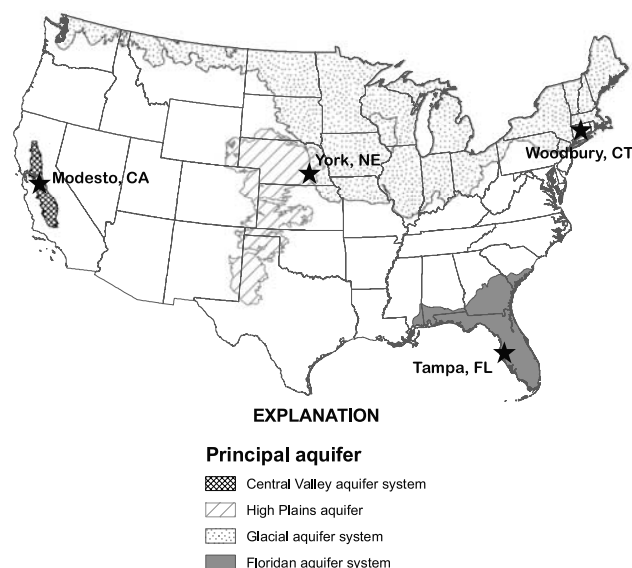 York, NE
Woodbury, CT
Modesto, CA
Tampa, FL
EXPLANATION
Principal aquifer
Central Valley aquifer system
High Plains aquifer
Glacial aquifer system
Floridan aquifer system